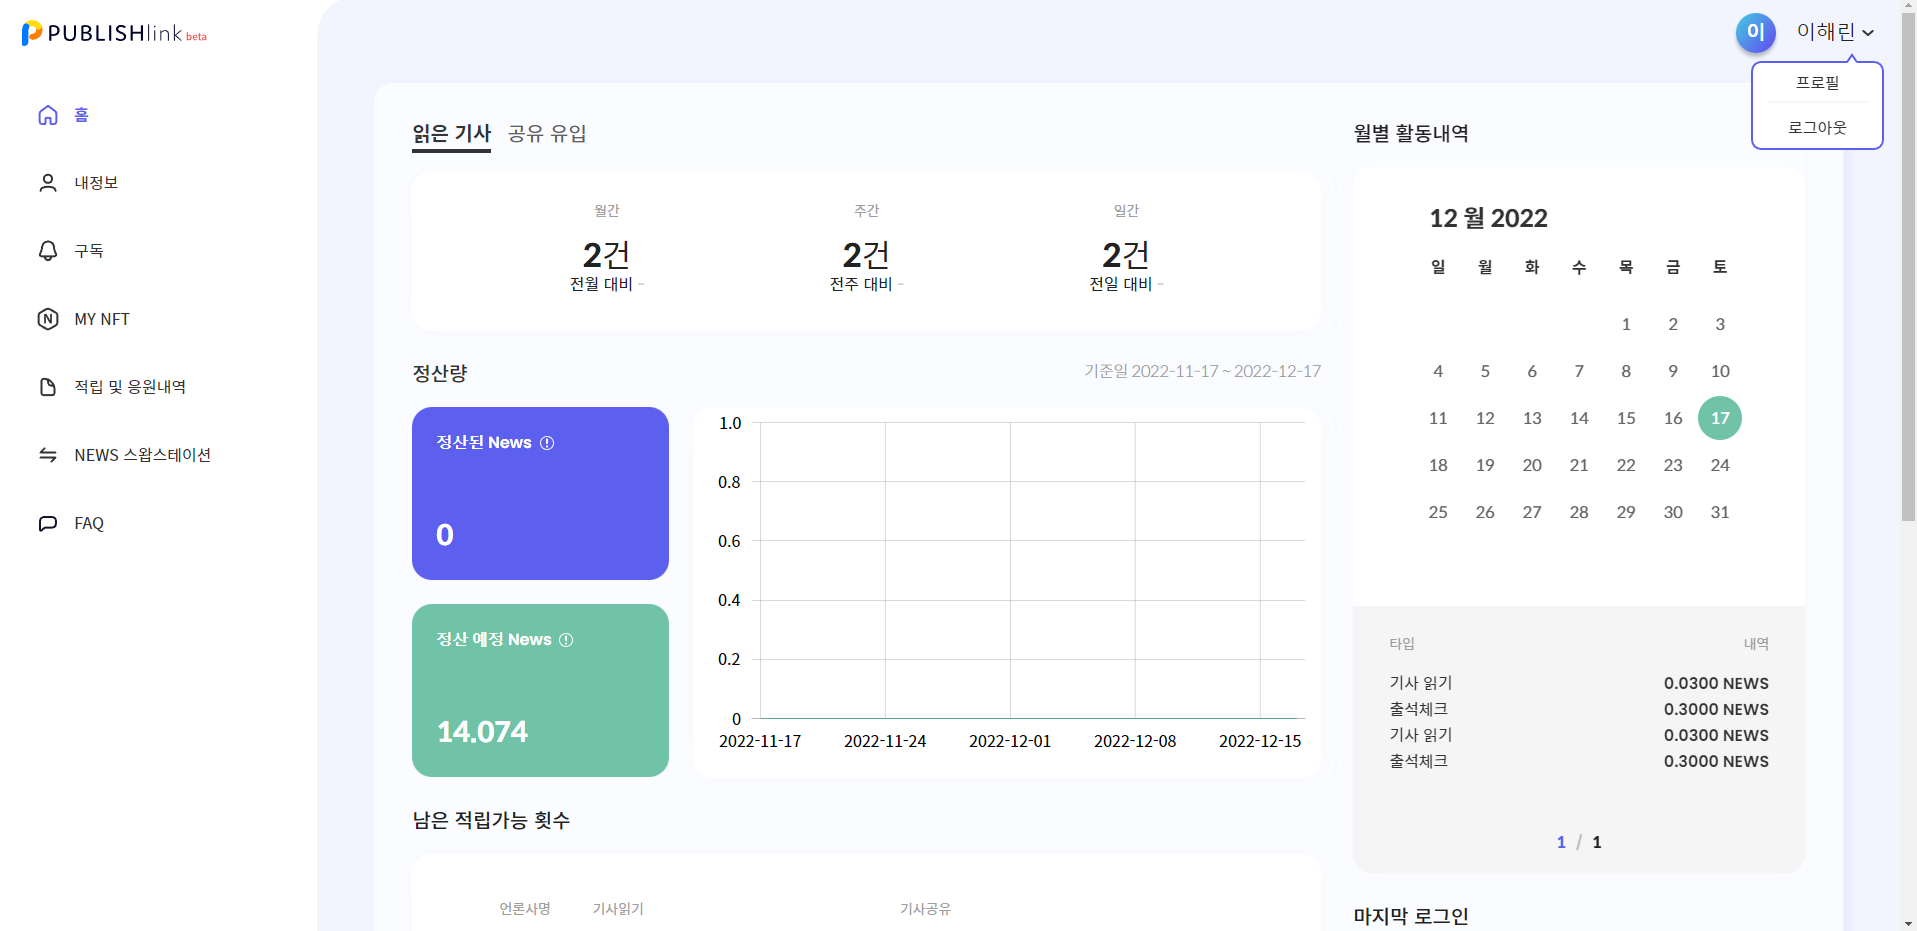 PUBLISHlink beta
홈
내정보
구독
MY NFT
적립 및 응원내역
NEWS 스왑스테이션
FAQ
이 이해린
프로필
로그아웃
읽은 기사 공유 유입
월간 주간 일간
2건 2건 2건
전월 대비 - 전주 대비 - 전일 대비 -
정산량 기준일 2022-11-17 ~ 2022-12-17
정산된 News
0
정산 예정 News
14.074
1.0
0.8
0.6
0.4
0.2
0
2022-11-17 2022-11-24 2022-12-01 2022-12-08 2022-12-15
남은 적립가능 횟수
언론사명 기사읽기 기사공유
월별 활동내역
12 월 2022
일 월 화 수 목 금 토
1 2 3
4 5 6 7 8 9 10
11 12 13 14 15 16 17
18 19 20 21 22 23 24
25 26 27 28 29 30 31
타입 내역
기사 읽기 0.0300 NEWS
출석체크 0.3000 NEWS
기사 읽기 0.0300 NEWS
출석체크 0.3000 NEWS
1 / 1
마지막 로그인